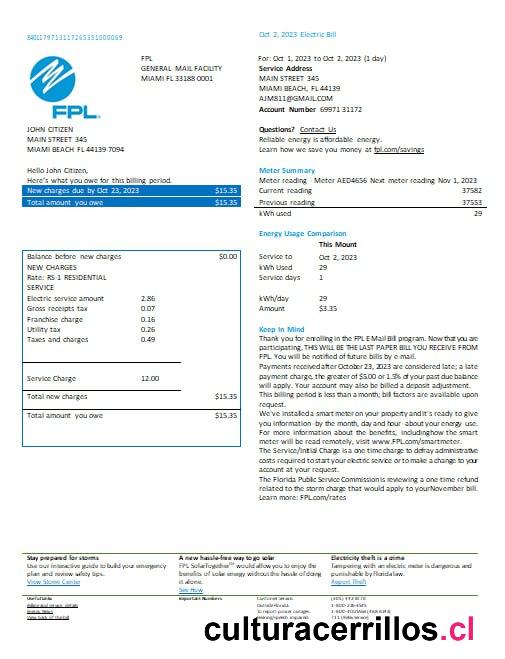 8401179713117265351000069
Oct 2, 2023 Electric Bill
FPL
GENERAL MAIL FACILITY
MIAMI FL 33188 0001
FPL.
For: Oct 1, 2023 to Oct 2, 2023 (1 day)
Service Address
MAIN STREET 345
MIAMI BEACH, FL 44139
AJM811@GMAIL.COM
Account Number 69971 31172
JOHN CITIZEN
MAIN STREET 345
MIAMI BEACH FL 44139 7094
Questions? Contact Us
Reliable energy is affordable energy.
Learn how we save you money at fpl.com/savings
Hello John Citizen,
Here's what you owe for this billing period.
New charges due by Oct 23, 2023 $15.35
Total amount you owe $15.35
Meter Summary
Meter reading Meter AED4656 Next meter reading Nov 1, 2023
Current reading 37582
Previous reading 37553
kWh used 29
Energy Usage Comparison
This Mount
Service to Oct 2, 2023
kWh Used 29
Service days 1
kWh/day 29
Amount $3.35
Balance before new charges $0.00
NEW CHARGES
Rate: RS-1 RESIDENTIAL
SERVICE
Electric service amount 2.86
Gross receipts tax 0.07
Franchise charge 0.16
Utility tax 0.26
Taxes and charges 0.49
Service Charge 12.00
Total new charges $15.35
Total amount you owe $15.35
Keep In Mind
Thank you for enrolling in the FPL E-Mail Bill program. Now that you are
participating, THIS WILL BE THE LAST PAPER BILL YOU RECEIVE FROM
FPL. You will be notified of future bills by e-mail.
Payments received after October 23, 2023 are considered late; a late
payment charge, the greater of $5.00 or 1.5% of your past due balance
will apply. Your account may also be billed a deposit adjustment.
This billing period is less than a month; bill factors are available upon
request.
We've installed a smart meter on your property and it's ready to give
you information -by the month, day and hour -about your energy use.
For more information about the benefits, including how the smart
meter will be read remotely, visit www.FPL.com/smartmeter.
The Service/Initial Charge is a one time charge to defray administrative
costs required to start your electric service or to make a change to your
account at your request.
The Florida Public Service Commission is reviewing a one time refund
related to the storm charge that would apply to your November bill.
Learn more: FPL.com/rates
Stay prepared for storms
Use our interactive guide to build your emergency
plan and review safety tips.
View Storm Center
A new hassle-free way to go solar
FPL SolarTogether™ would allow you to enjoy the
benefits of solar energy without the hassle of doing
it alone.
See How
Electricity theft is a crime
Tampering with an electric meter is dangerous and
punishable by Florida law.
Report Theft
Useful Links
Billing and service details
View back of the bill
Important Numbers
Customer Service
Outside Florida
To report power outages
culturacerrillos.cl